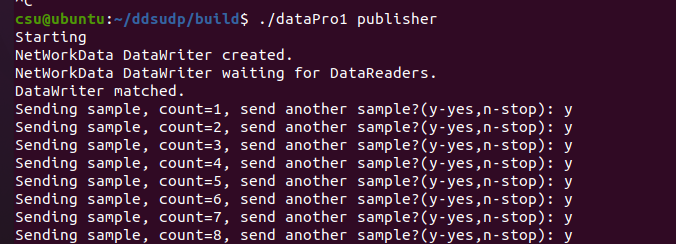 ^C
csu@ubuntu:~/ddsudp/build$ ./dataPro1 publisher
Starting
NetWorkData DataWriter created.
NetWorkData DataWriter waiting for DataReaders.
DataWriter matched.
Sending sample, count=1, send another sample?(y-yes,n-stop): y
Sending sample, count=2, send another sample?(y-yes,n-stop): y
Sending sample, count=3, send another sample?(y-yes,n-stop): y
Sending sample, count=4, send another sample?(y-yes,n-stop): y
Sending sample, count=5, send another sample?(y-yes,n-stop): y
Sending sample, count=6, send another sample?(y-yes,n-stop): y
Sending sample, count=7, send another sample?(y-yes,n-stop): y
Sending sample, count=8, send another sample?(y-yes,n-stop): y